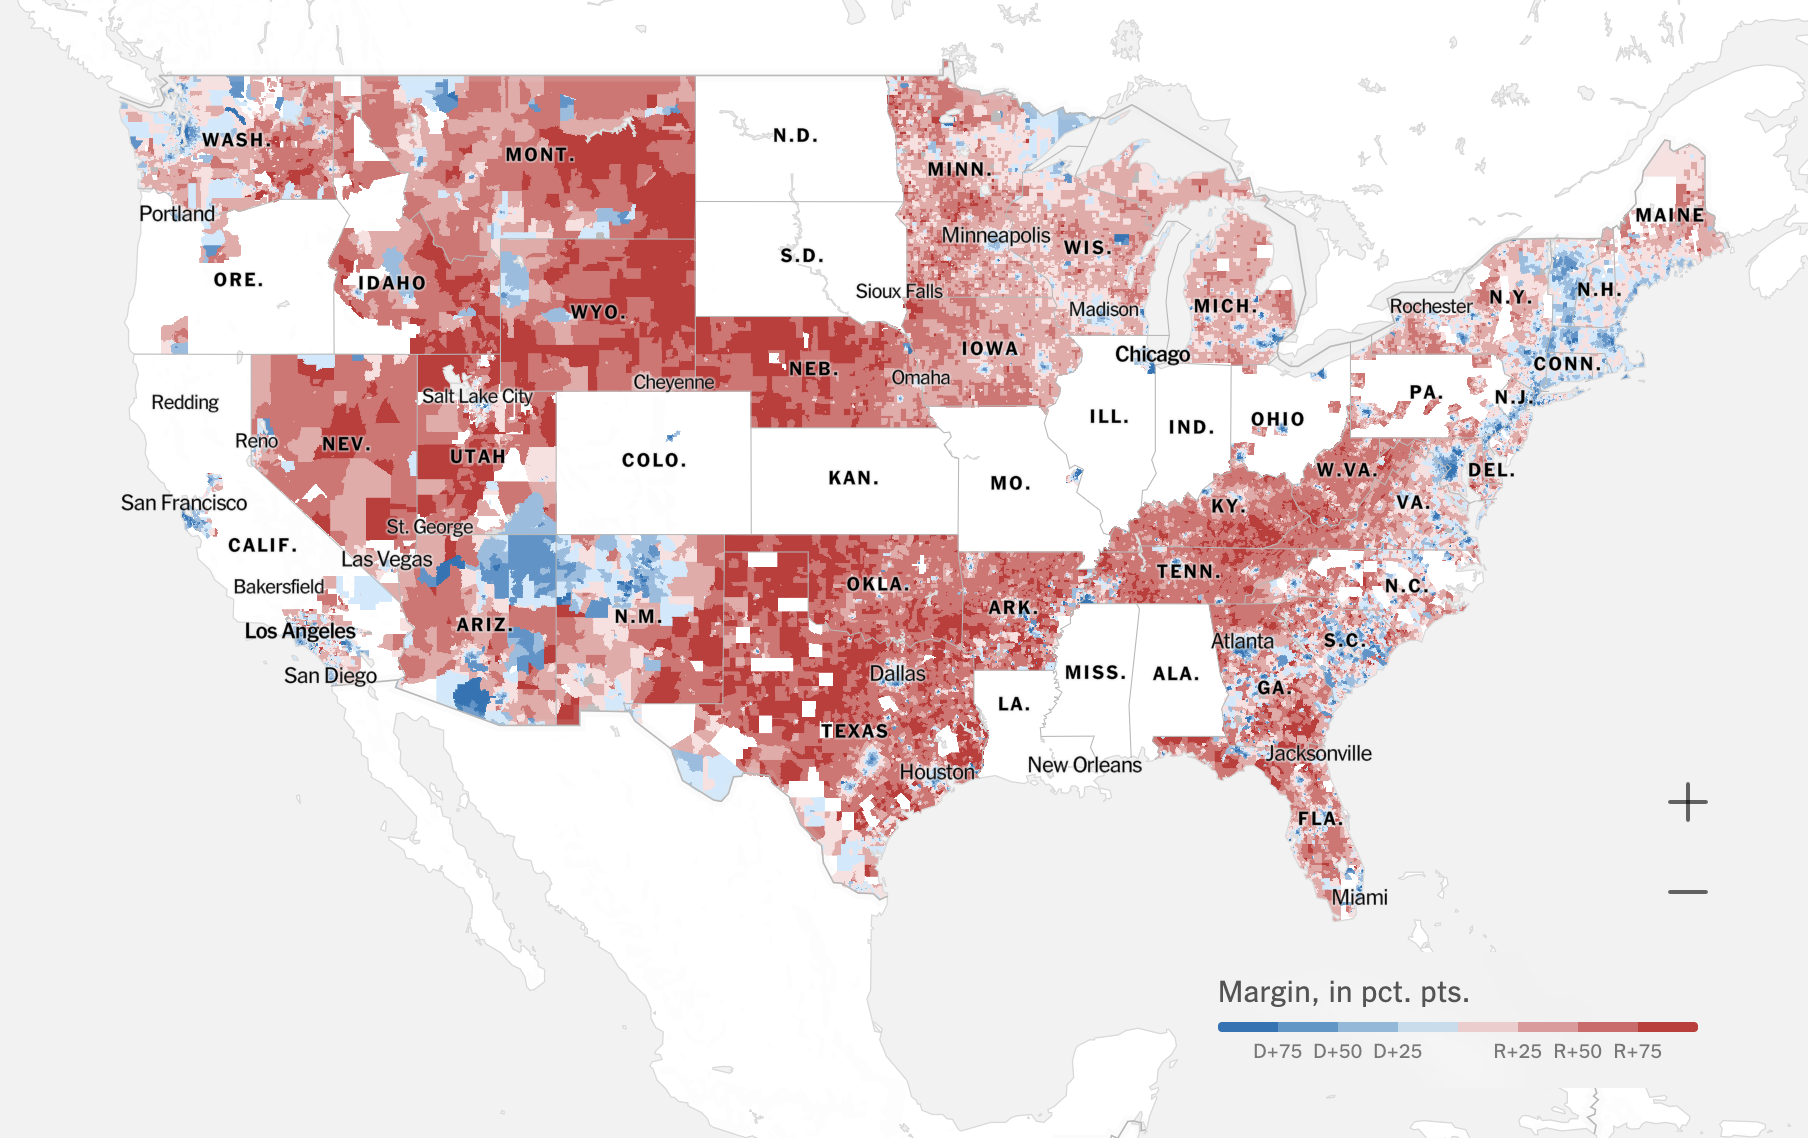 WASH.
MONT.
N.D.
MINN.
MAINE
Portland
ORE.
IDAHO
WYO.
S.D.
Sioux Falls
Minneapolis
WIS.
Madison
MICH.
Rochester
N.Y.
N.H.
Redding
Reno
NEV.
Salt Lake City
UTAH
Cheyenne
NEB.
Omaha
IOWA
Chicago
CONN.
PA.
N.J.
ILL.
IND.
OHIO
COLO.
KAN.
MO.
W.VA.
DEL.
KY.
VA.
San Francisco
CALIF.
St. George
Las Vegas
Bakersfield
Los Angeles
San Diego
ARIZ.
N.M.
OKLA.
ARK.
TENN.
N.C.
Atlanta
S.C.
Dallas
MISS.
ALA.
GA.
LA.
TEXAS
Houston
New Orleans
Jacksonville
FLA.
Miami
+
−
Margin, in pct. pts.
D+75 D+50 D+25 R+25 R+50 R+75